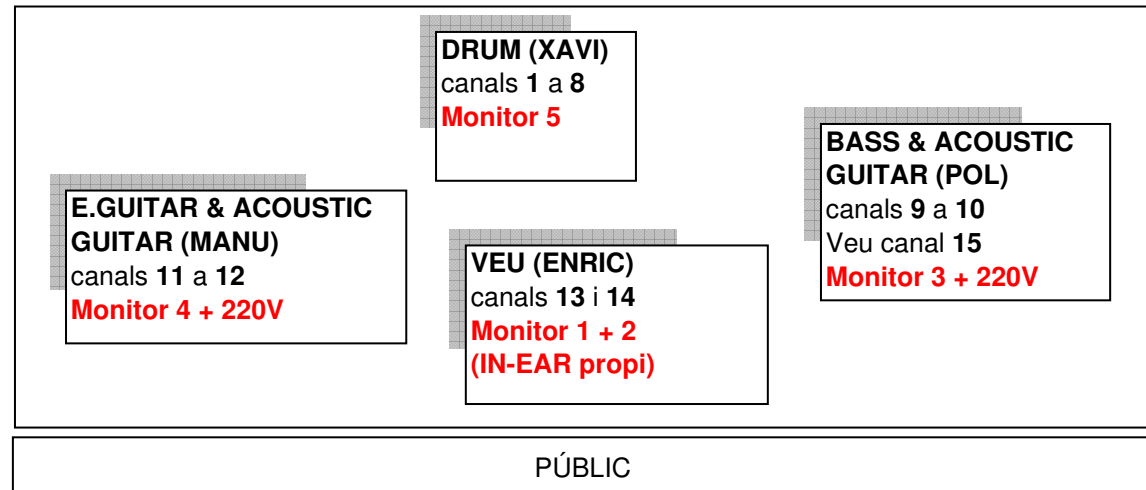 DRUM (XAVI)
canals 1 a 8
Monitor 5
BASS & ACOUSTIC
GUITAR (POL)
canals 9 a 10
Veu canal 15
Monitor 3 + 220V
E.GUITAR & ACOUSTIC
GUITAR (MANU)
canals 11 a 12
Monitor 4 + 220V
VEU (ENRIC)
canals 13 i 14
Monitor 1 + 2
(IN-EAR propi)
PÚBLIC